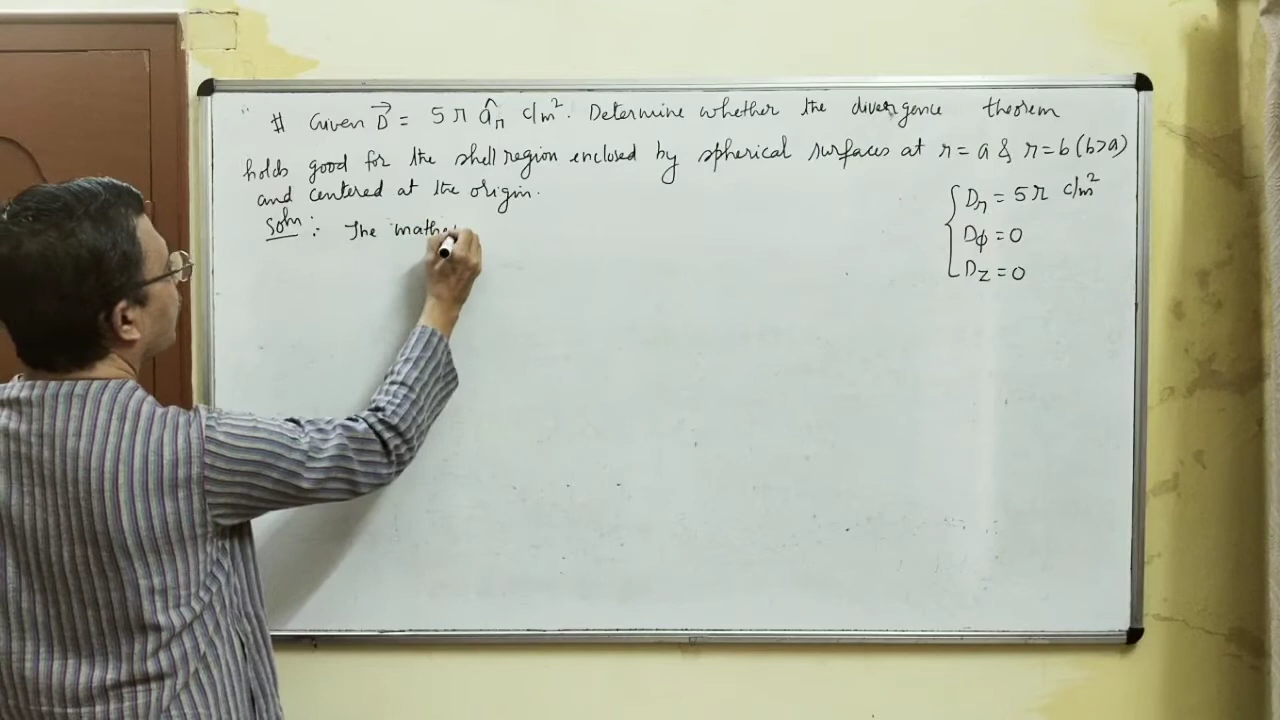 # Given D⃗ = 5r âr c/m². Determine whether the divergence theorem
holds good for the shell region enclosed by spherical surfaces at r = a & r = b (b>a)
and centered at the origin.
Dr = 5r c/m²
Dφ = 0
Dz = 0
Soln : The mathe